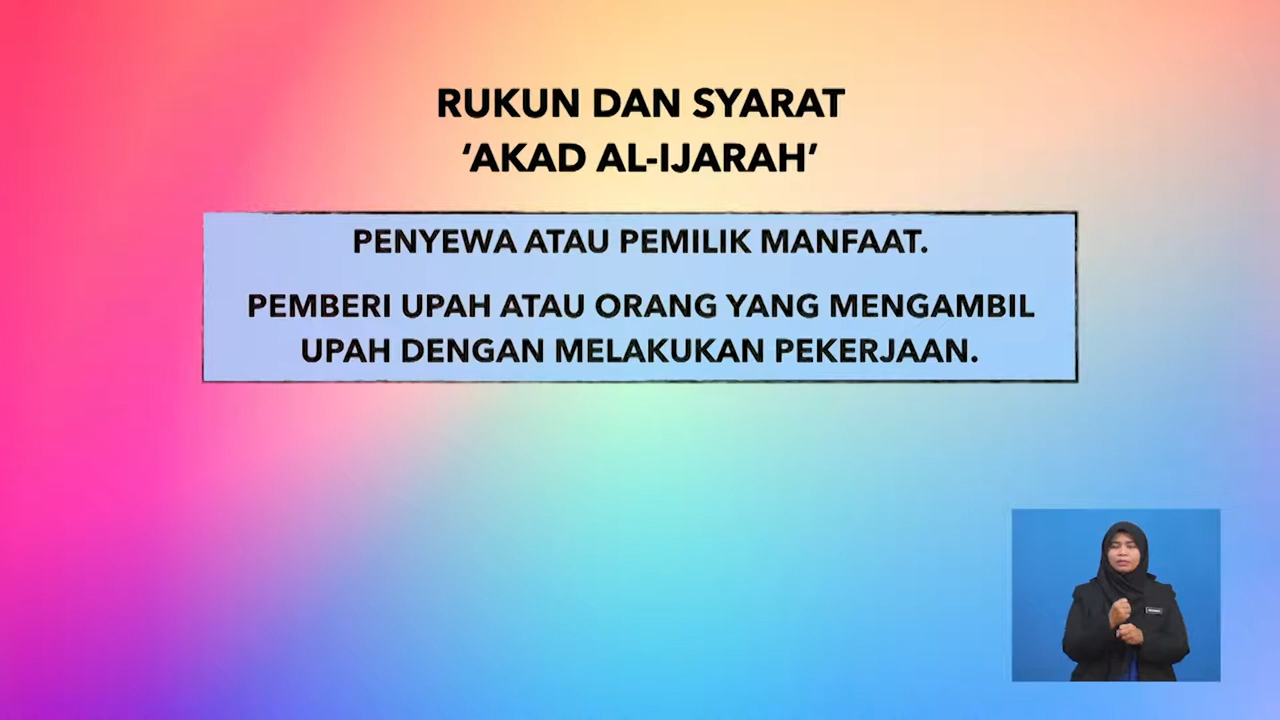 RUKUN DAN SYARAT
‘AKAD AL-IJARAH’
PENYEWA ATAU PEMILIK MANFAAT.
PEMBERI UPAH ATAU ORANG YANG MENGAMBIL
UPAH DENGAN MELAKUKAN PEKERJAAN.